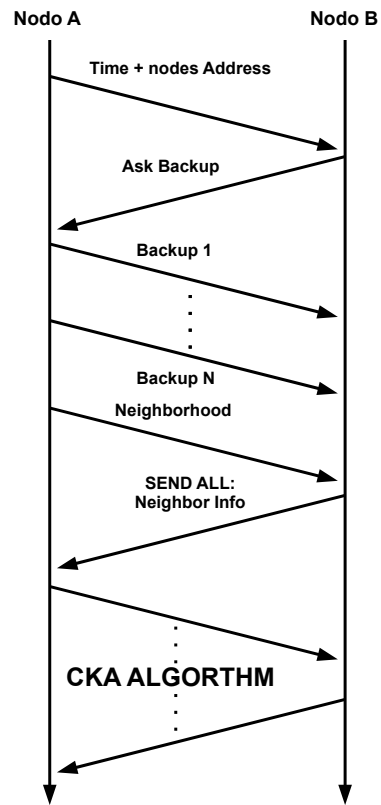 Nodo A
Nodo B
Time + nodes Address
Ask Backup
Backup 1
Backup N
Neighborhood
SEND ALL:
Neighbor Info
CKA ALGORTHM